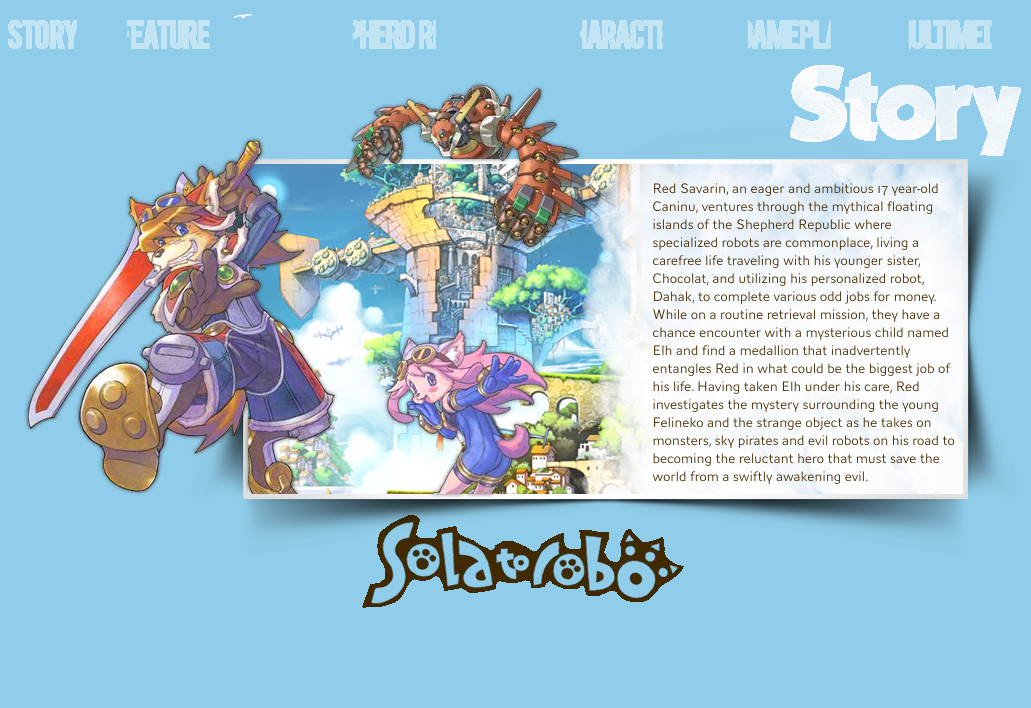 STORY FEATURE PHERD RE HARACTE GAMEPLA ULTIMED
Story
Red Savarin, an eager and ambitious 17 year-old
Caninu, ventures through the mythical floating
islands of the Shepherd Republic where
specialized robots are commonplace, living a
carefree life traveling with his younger sister,
Chocolat, and utilizing his personalized robot,
Dahak, to complete various odd jobs for money.
While on a routine retrieval mission, they have a
chance encounter with a mysterious child named
Elh and find a medallion that inadvertently
entangles Red in what could be the biggest job of
his life. Having taken Elh under his care, Red
investigates the mystery surrounding the young
Felineko and the strange object as he takes on
monsters, sky pirates and evil robots on his road to
becoming the reluctant hero that must save the
world from a swiftly awakening evil.
Solatorobo